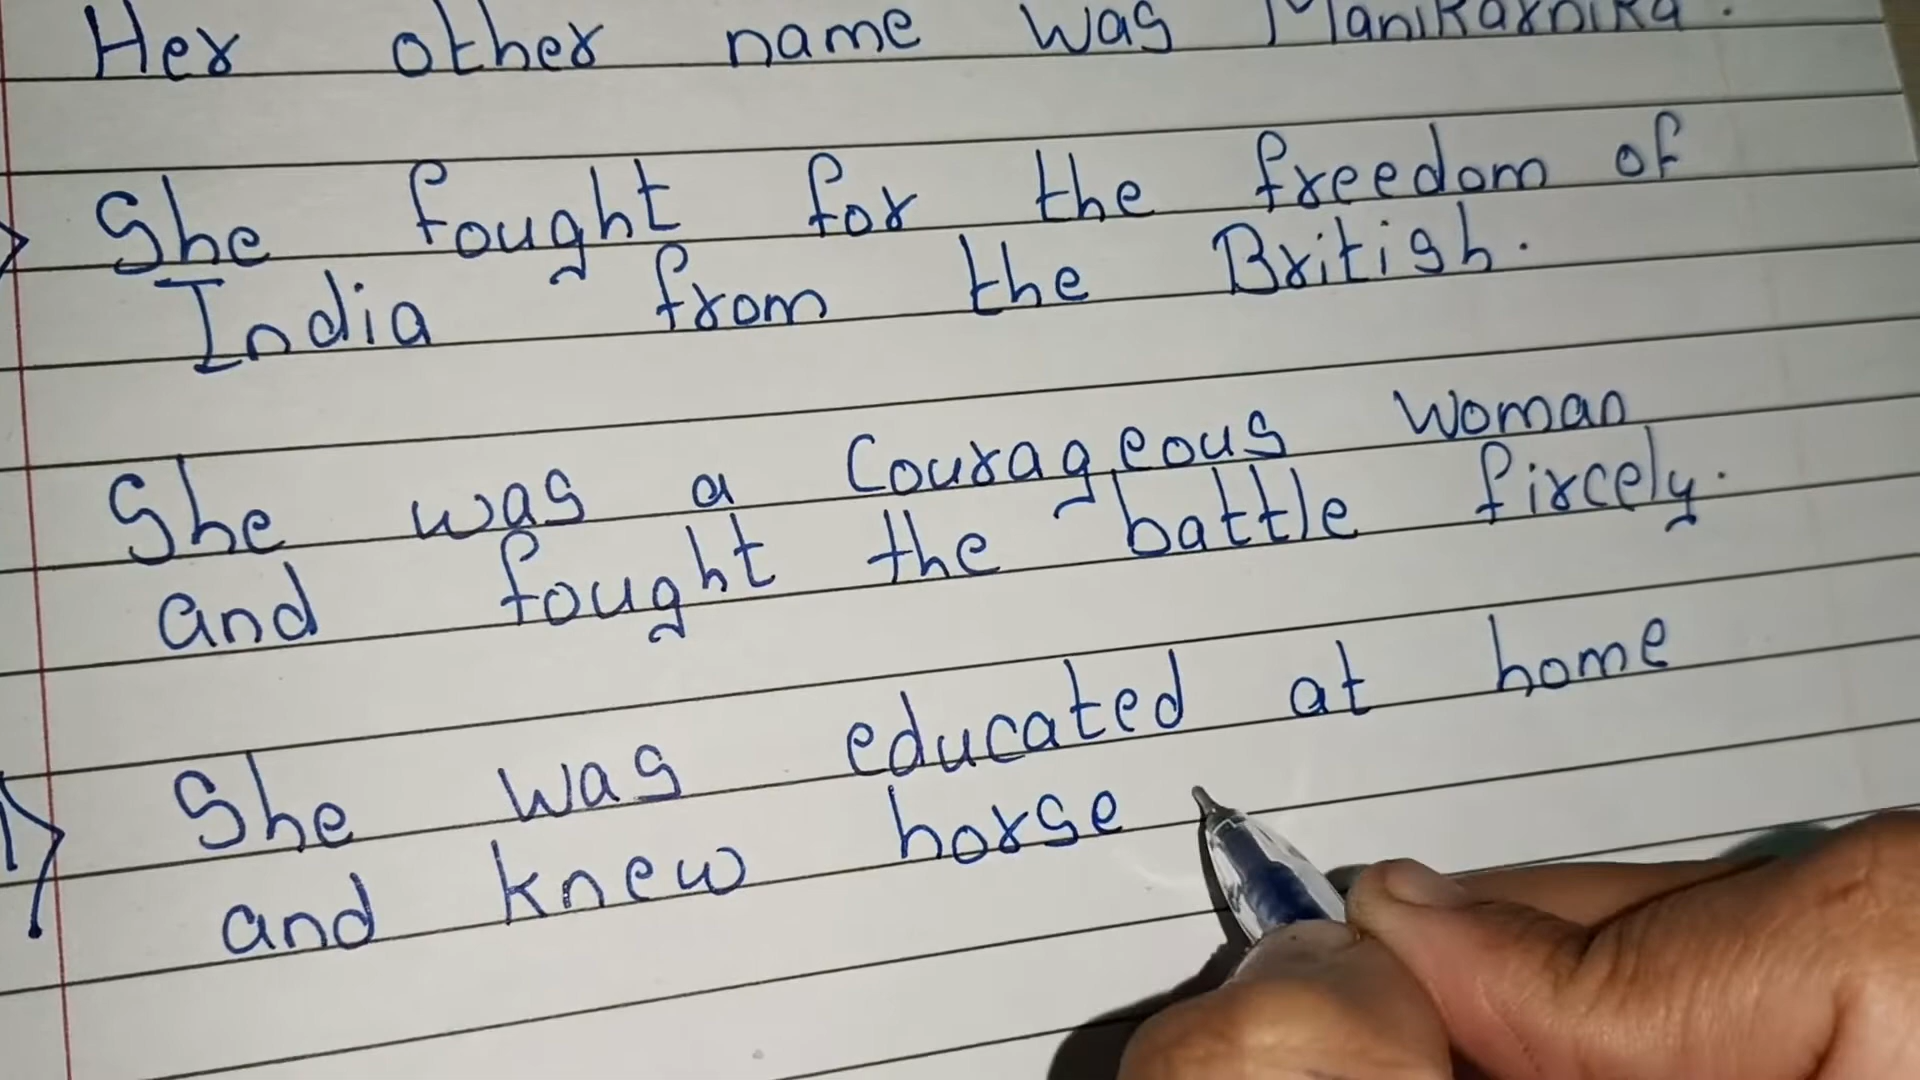 Her other name was Manikarnika.
She fought for the freedom of
India from the British.
She was a Courageous Woman
and fought the battle fircely.
She was educated at home
and knew horse